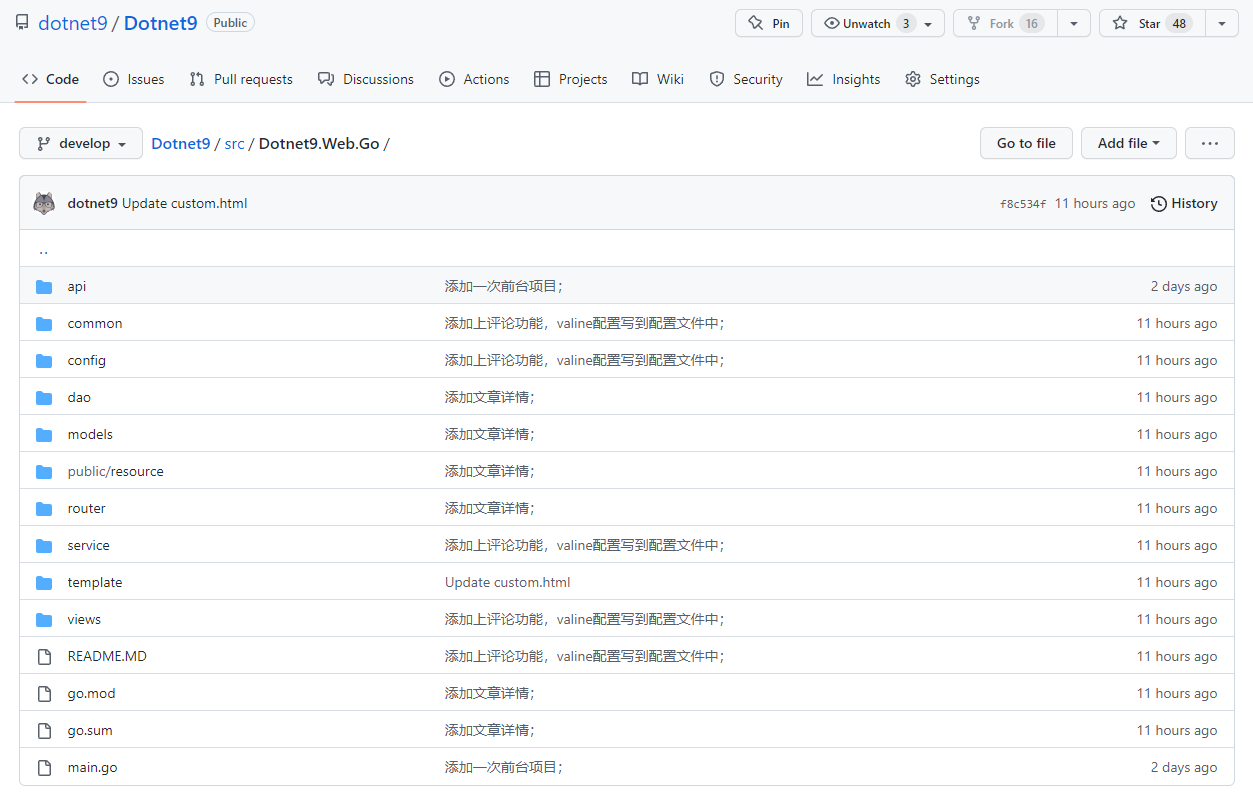 dotnet9 / Dotnet9 Public Pin Unwatch 3 Fork 16 Star 48
Code Issues Pull requests Discussions Actions Projects Wiki Security Insights Settings
develop Dotnet9 / src / Dotnet9.Web.Go / Go to file Add file ...
dotnet9 Update custom.html f8c534f 11 hours ago History
..
api 添加一次前台项目; 2 days ago
common 添加上评论功能，valine配置写到配置文件中; 11 hours ago
config 添加上评论功能，valine配置写到配置文件中; 11 hours ago
dao 添加文章详情; 11 hours ago
models 添加文章详情; 11 hours ago
public/resource 添加文章详情; 11 hours ago
router 添加文章详情; 11 hours ago
service 添加上评论功能，valine配置写到配置文件中; 11 hours ago
template Update custom.html 11 hours ago
views 添加上评论功能，valine配置写到配置文件中; 11 hours ago
README.MD 添加上评论功能，valine配置写到配置文件中; 11 hours ago
go.mod 添加文章详情; 11 hours ago
go.sum 添加文章详情; 11 hours ago
main.go 添加一次前台项目; 2 days ago